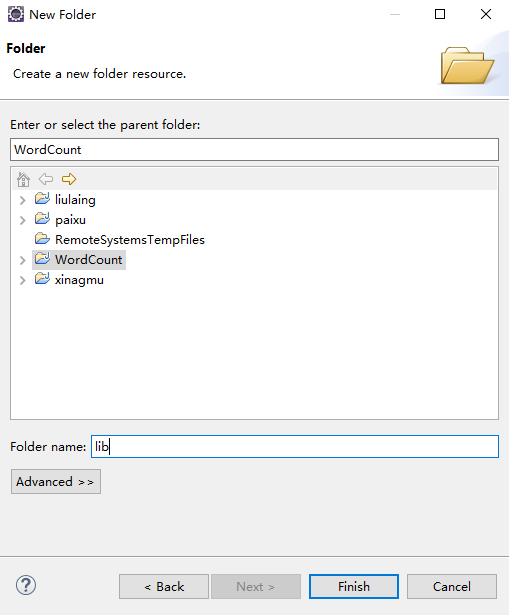 New Folder
Folder
Create a new folder resource.
Enter or select the parent folder:
WordCount
liulaing
paixu
RemoteSystemsTempFiles
WordCount
xinagmu
Folder name: lib
Advanced >>
? < Back Next > Finish Cancel